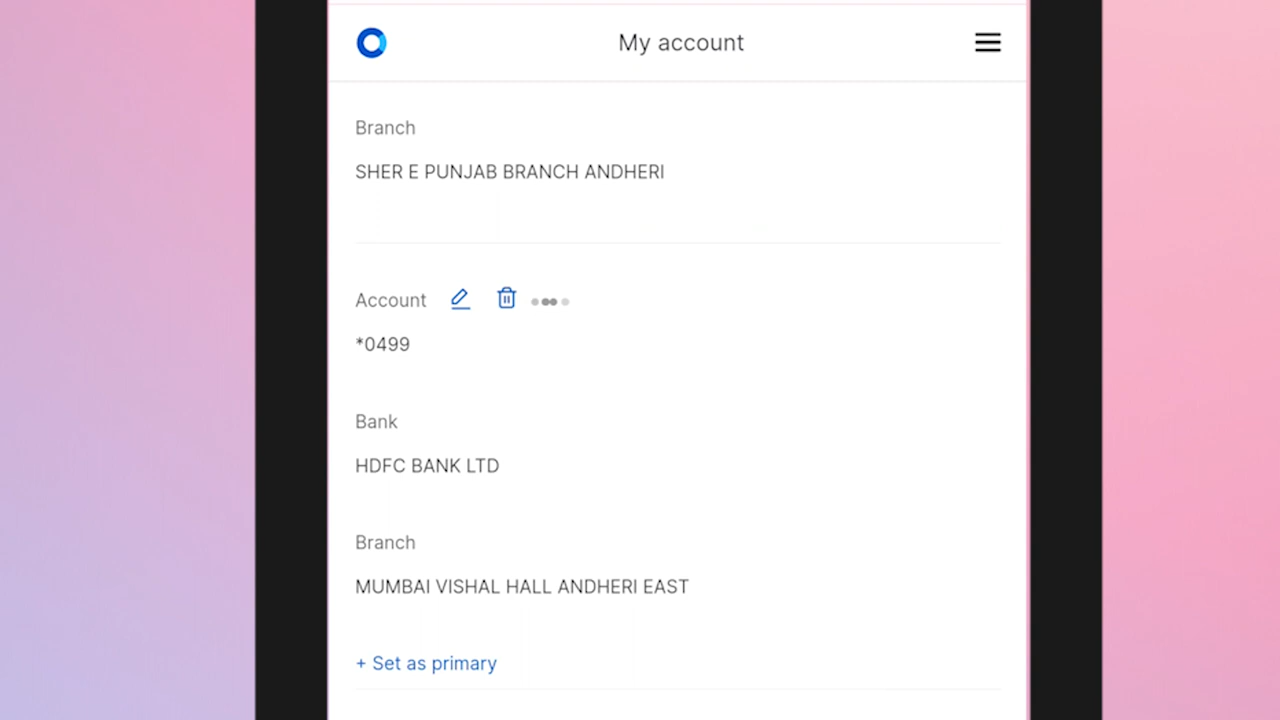 My account
Branch
SHER E PUNJAB BRANCH ANDHERI
Account
*0499
Bank
HDFC BANK LTD
Branch
MUMBAI VISHAL HALL ANDHERI EAST
+ Set as primary